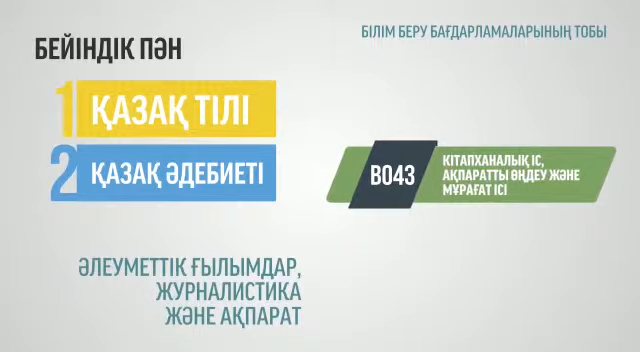 БІЛІМ БЕРУ БАҒДАРЛАМАЛАРЫНЫҢ ТОБЫ
БЕЙІНДІК ПӘН
1 ҚАЗАҚ ТІЛІ
2 ҚАЗАҚ ӘДЕБИЕТІ
B043
КІТАПХАНАЛЫҚ ІС,
АҚПАРАТТЫ ӨҢДЕУ ЖӘНЕ
МҰРАҒАТ ІСІ
ӘЛЕУМЕТТІК ҒЫЛЫМДАР,
ЖУРНАЛИСТИКА
ЖӘНЕ АҚПАРАТ